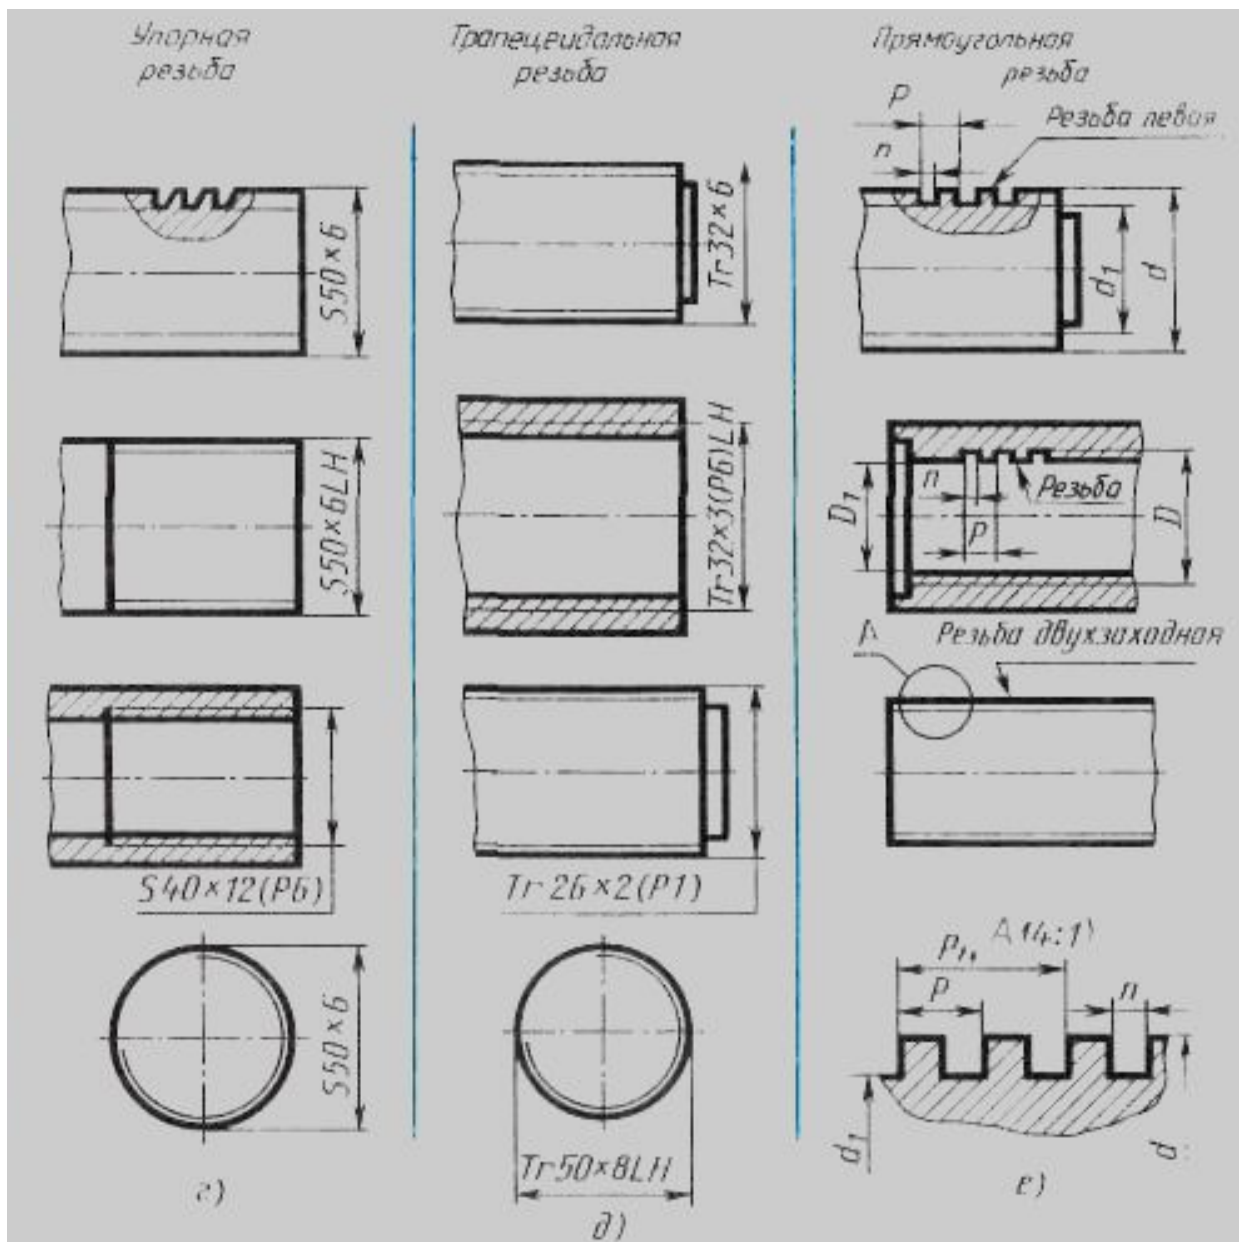 Упорная
резьба
S50×6
S50×6LH
S40×12(P6)
S50×6
г)
Трапецеидальная
резьба
Tr32×6
Tr32×3(P6)LH
Tr26×2(P1)
Tr50×8LH
д)
Прямоугольная
резьба
P
Резьба левая
n
d₁
d
D₁
n
Резьба
P
D
A
Резьба двухзаходная
A(4:1)
Pₕ
P
n
d₁
d
е)